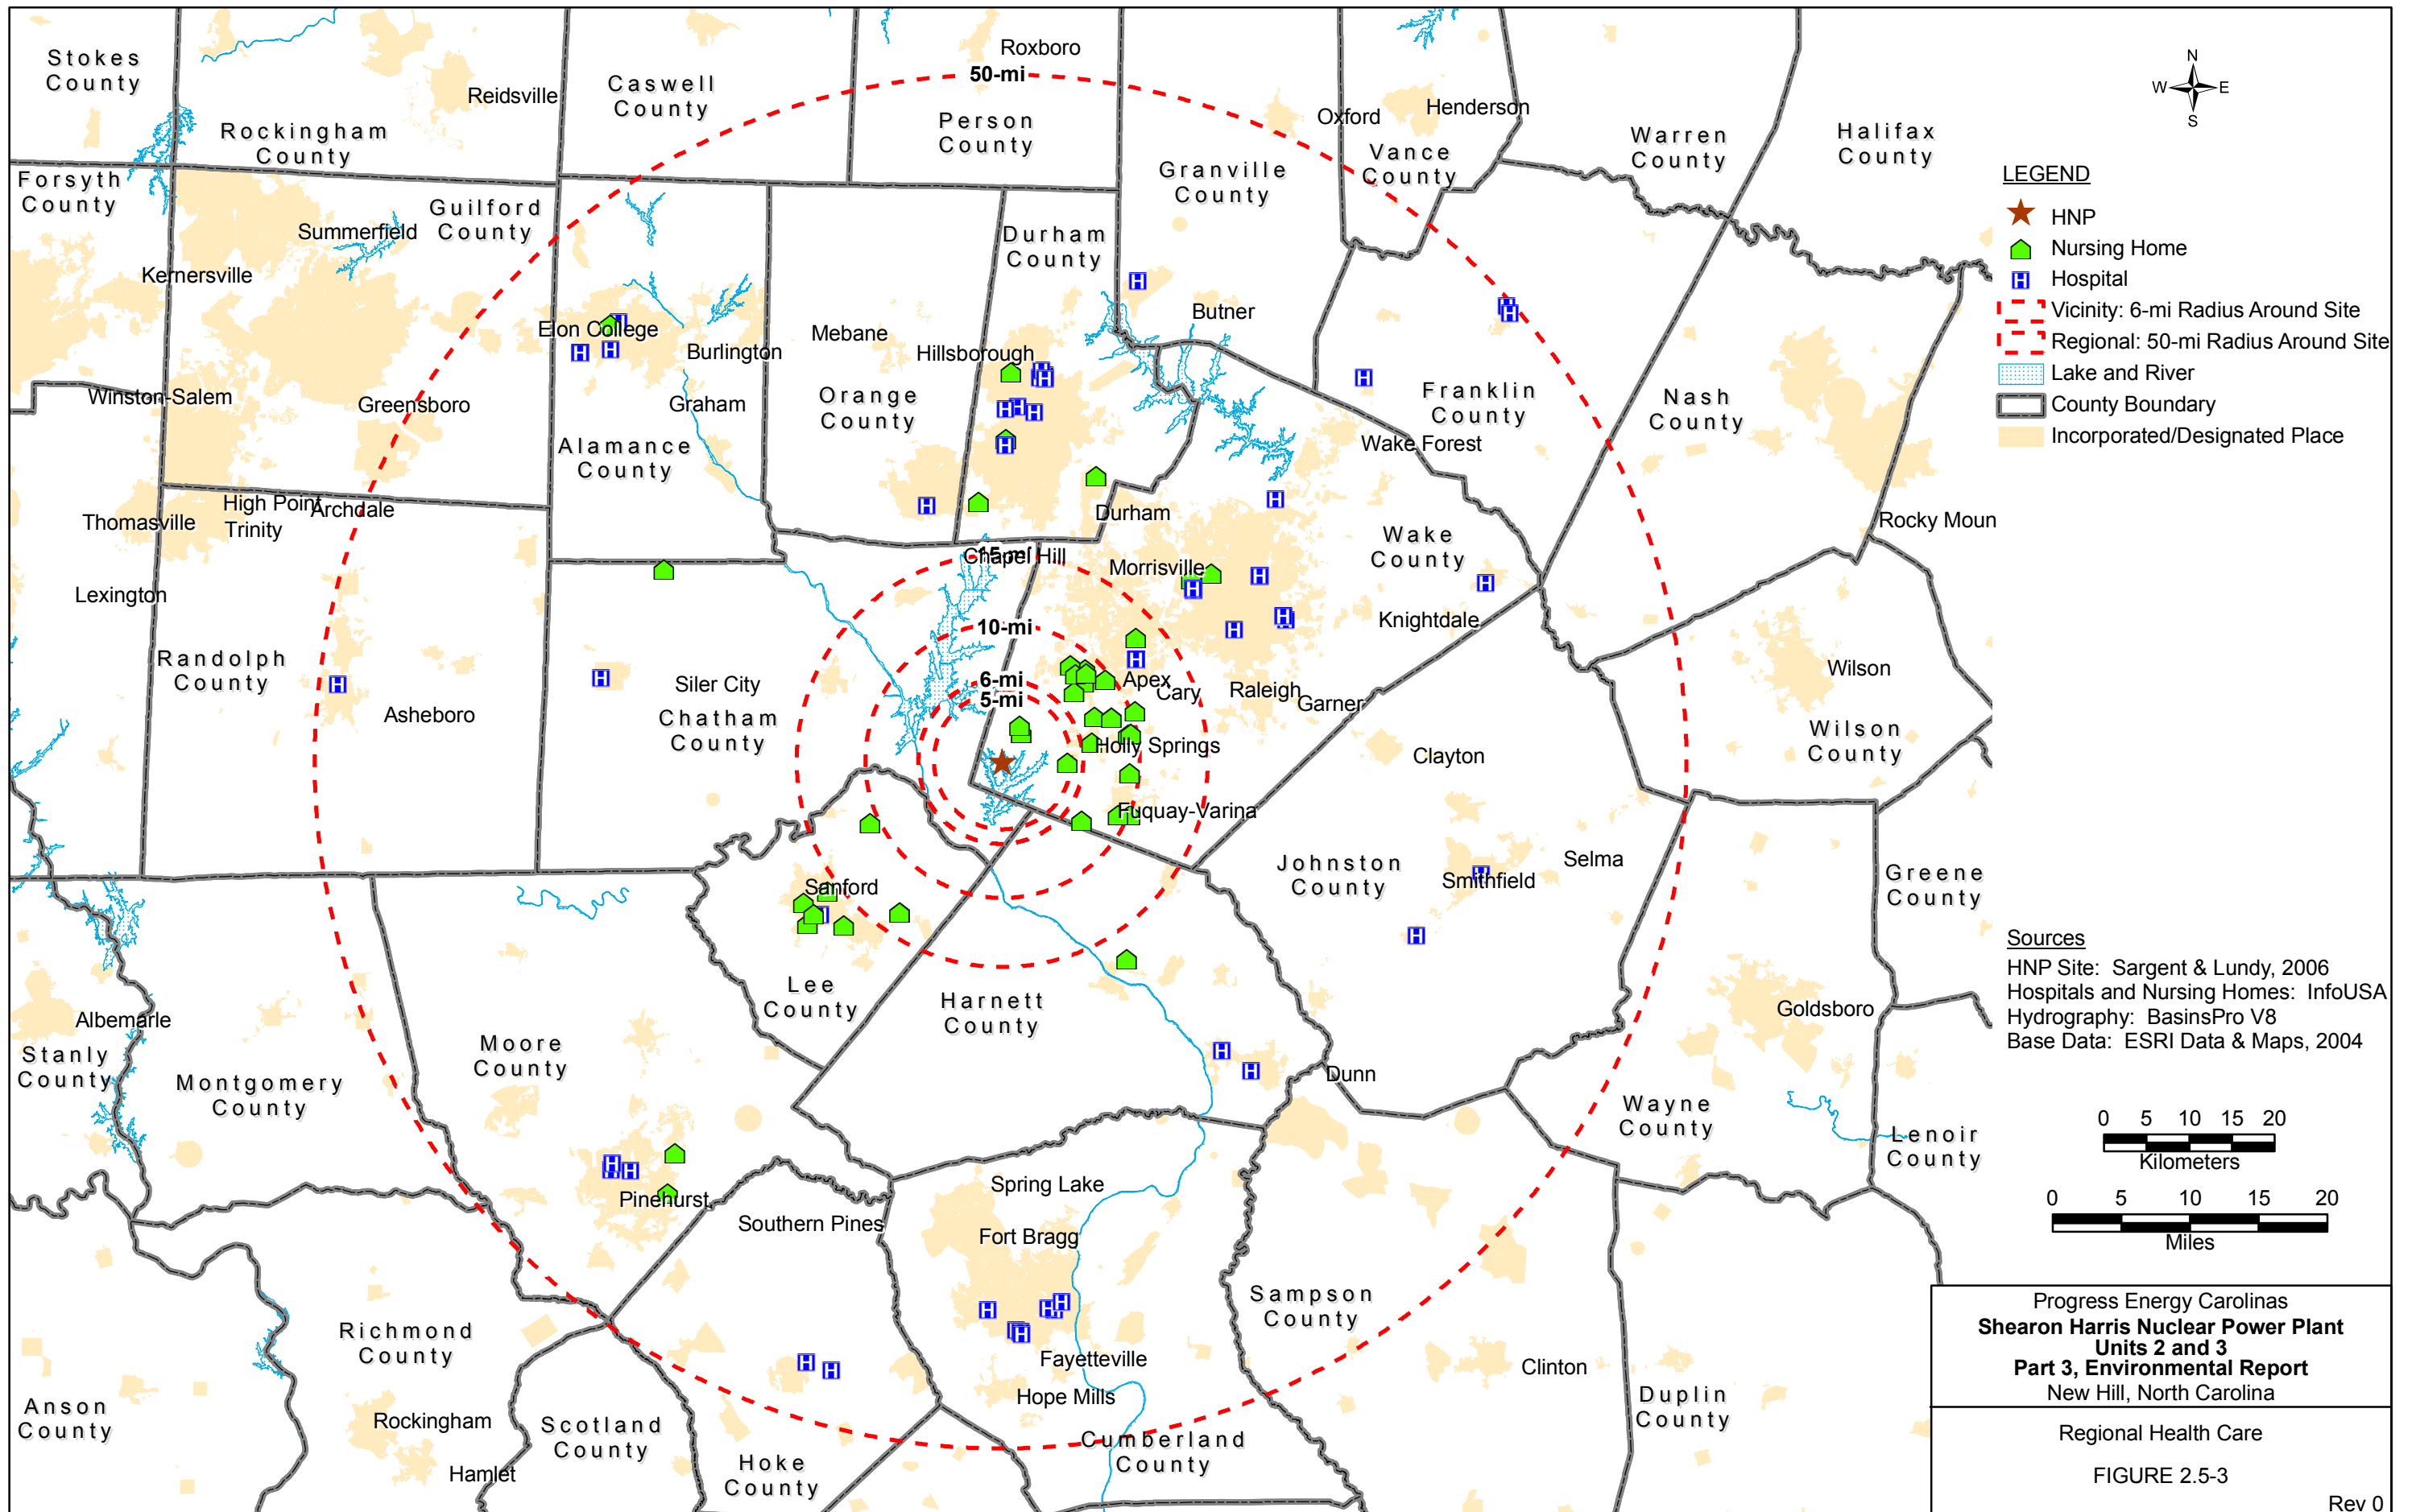 Stokes
County
Rockingham
County
Reidsville
Caswell
County
Roxboro
50-mi
Person
County
Granville
County
Oxford
Henderson
Vance
County
Warren
County
Halifax
County
N
W
E
S
Forsyth
County
Summerfield
Guilford
County
Kernersville
Durham
County
Butner
Elon College
Burlington
Mebane
Hillsborough
Winston-Salem
Greensboro
Graham
Orange
County
Alamance
County
Franklin
County
Nash
County
Wake Forest
High Point
Archdale
Thomasville
Trinity
Durham
Rocky Moun
Wake
County
15-mi
Chapel Hill
Morrisville
Lexington
Knightdale
10-mi
Randolph
County
Siler City
6-mi
5-mi
Apex
Cary
Raleigh
Garner
Wilson
Asheboro
Chatham
County
Holly Springs
Clayton
Wilson
County
Fuquay-Varina
Johnston
County
Selma
Smithfield
Greene
County
Sanford
Lee
County
Harnett
County
Goldsboro
Albemarle
Stanly
County
Moore
County
Montgomery
County
Dunn
Wayne
County
Lenoir
County
Pinehurst
Southern Pines
Spring Lake
Fort Bragg
Sampson
County
Richmond
County
Fayetteville
Hope Mills
Clinton
Duplin
County
Anson
County
Rockingham
Scotland
County
Hamlet
Hoke
County
Cumberland
County
LEGEND
HNP
Nursing Home
H Hospital
Vicinity: 6-mi Radius Around Site
Regional: 50-mi Radius Around Site
Lake and River
County Boundary
Incorporated/Designated Place
Sources
HNP Site: Sargent & Lundy, 2006
Hospitals and Nursing Homes: InfoUSA
Hydrography: BasinsPro V8
Base Data: ESRI Data & Maps, 2004
0 5 10 15 20
Kilometers
0 5 10 15 20
Miles
Progress Energy Carolinas
Shearon Harris Nuclear Power Plant
Units 2 and 3
Part 3, Environmental Report
New Hill, North Carolina
Regional Health Care
FIGURE 2.5-3
Rev 0